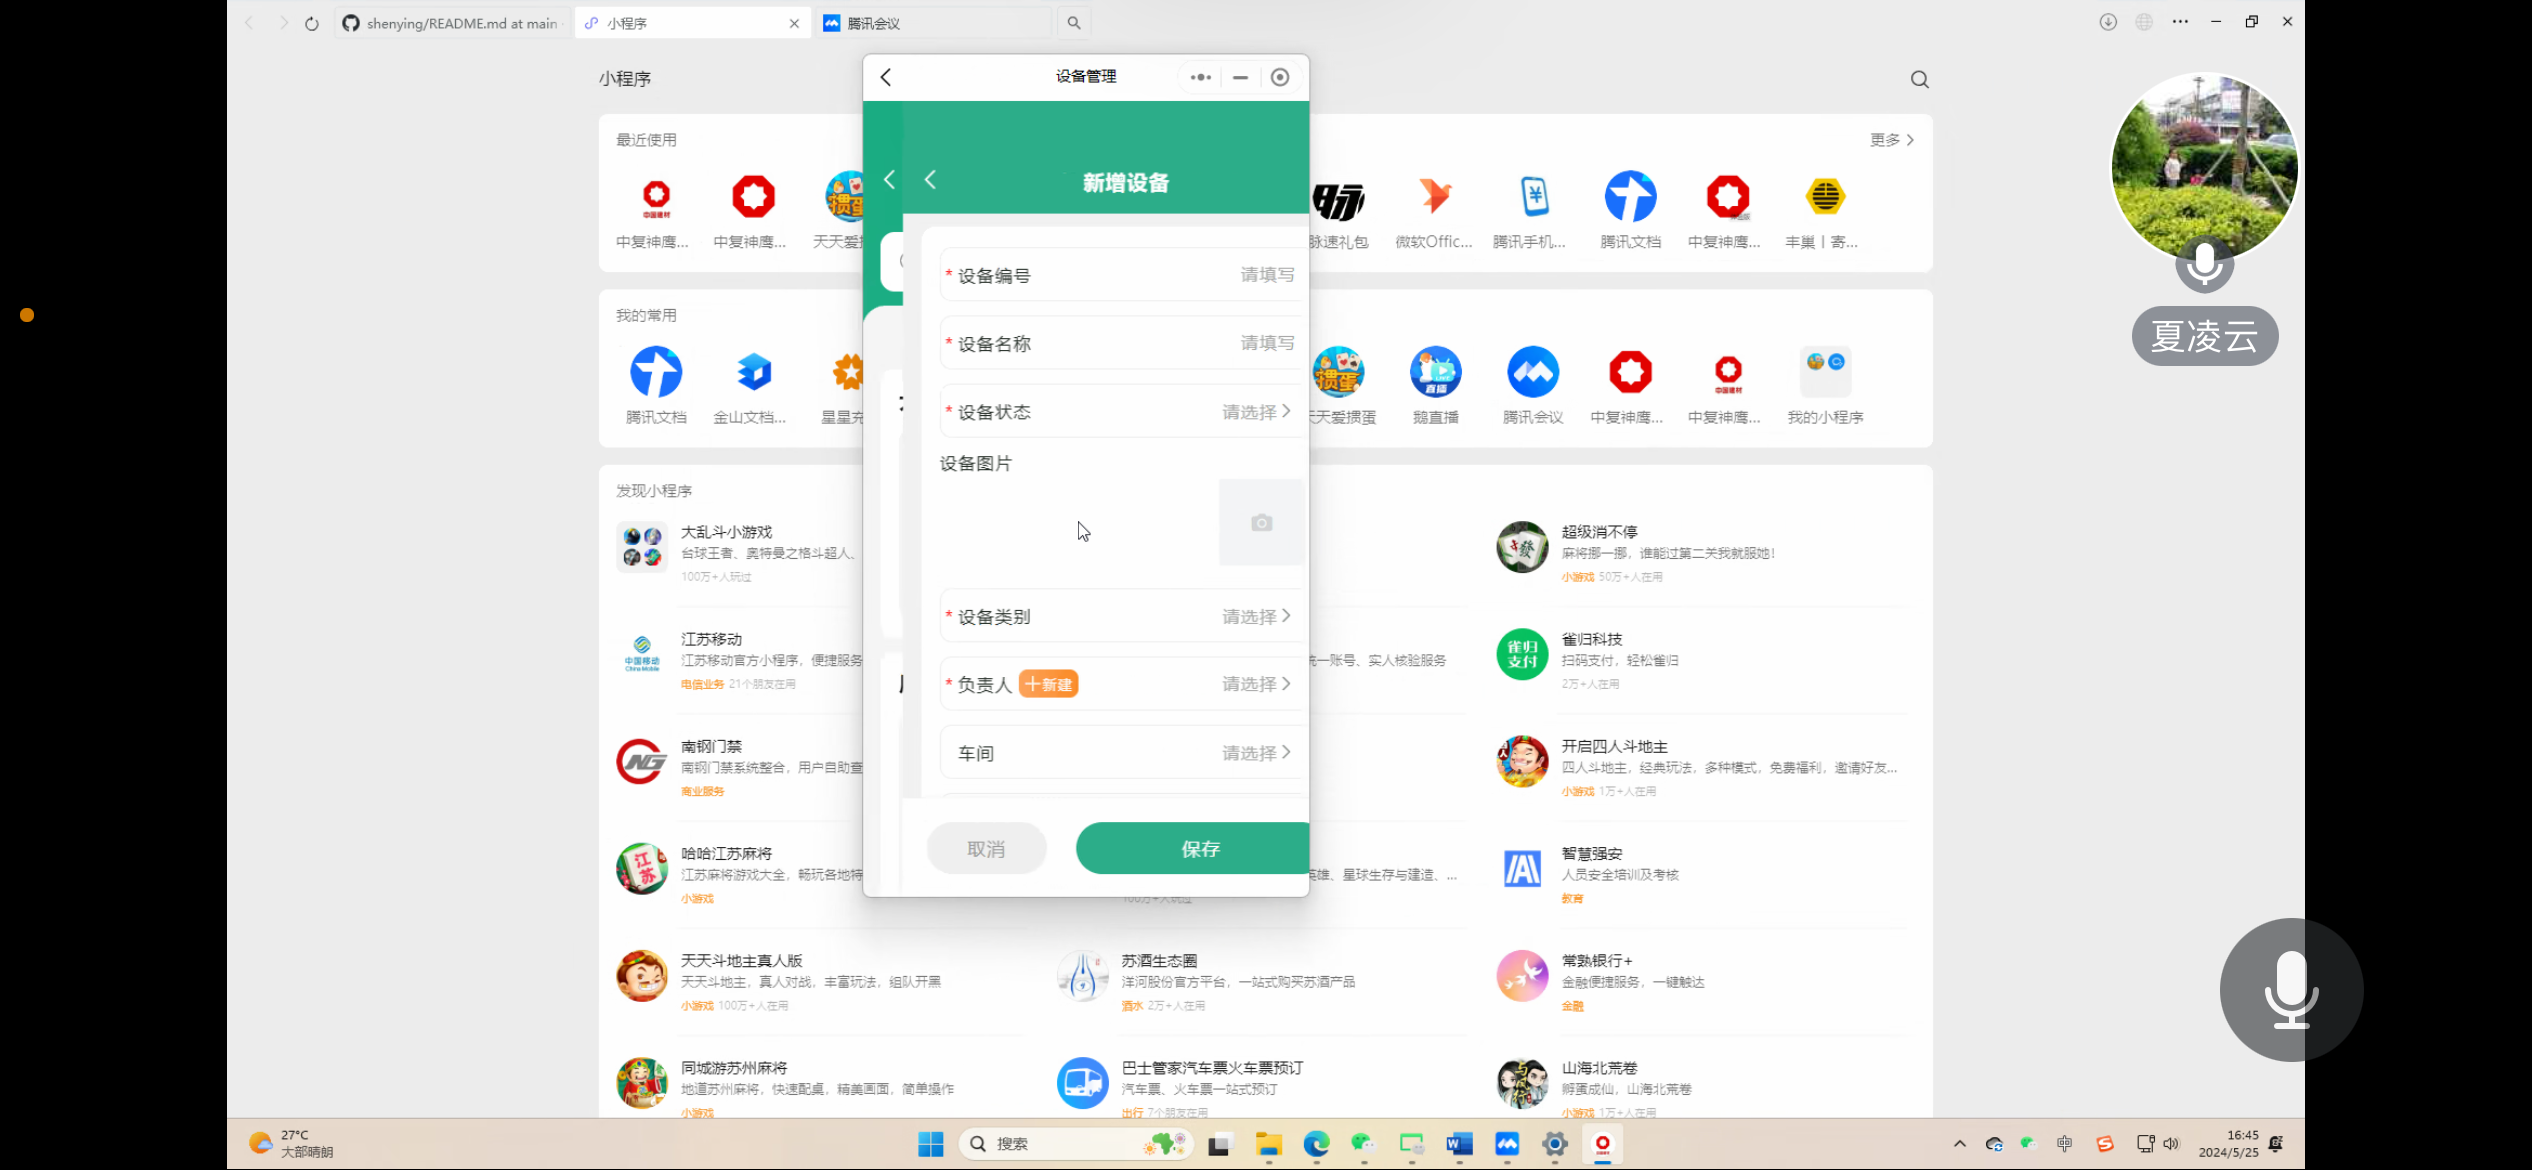 shenying/README.md at main
小程序
腾讯会议
小程序
设备管理
最近使用
更多
中复神鹰...
中复神鹰...
天天爱
脉速礼包
微软Offic...
腾讯手机...
腾讯文档
中复神鹰...
丰巢丨寄...
新增设备
* 设备编号
请填写
* 设备名称
请填写
* 设备状态
请选择
设备图片
* 设备类别
请选择
* 负责人
新建
请选择
车间
请选择
取消
保存
我的常用
腾讯文档
金山文档...
星星充
天天爱掼蛋
鹅直播
腾讯会议
中复神鹰...
中复神鹰...
我的小程序
发现小程序
大乱斗小游戏
台球王者、奥特曼之格斗超人、
100万+人玩过
超级消不停
麻将挪一挪，谁能过第二关我就服她！
小游戏 50万+人在用
江苏移动
江苏移动官方小程序，便捷服务
电信业务 21个朋友在用
统一账号、实人核验服务
雀归科技
扫码支付，轻松雀归
2万+人在用
南钢门禁
南钢门禁系统整合，用户自助查
商业服务
开启四人斗地主
四人斗地主，经典玩法，多种模式，免费福利，邀请好友...
小游戏 1万+人在用
哈哈江苏麻将
江苏麻将游戏大全，畅玩各地特
小游戏
英雄、星球生存与建造、...
100万+人玩过
智慧强安
人员安全培训及考核
教育
天天斗地主真人版
天天斗地主，真人对战，丰富玩法，组队开黑
小游戏 100万+人在用
苏酒生态圈
洋河股份官方平台，一站式购买苏酒产品
酒水 2万+人在用
常熟银行+
金融便捷服务，一键触达
金融
同城游苏州麻将
地道苏州麻将，快速配桌，精美画面，简单操作
小游戏
巴士管家汽车票火车票预订
汽车票、火车票一站式预订
出行 7个朋友在用
山海北荒卷
孵蛋成仙，山海北荒卷
小游戏 1万+人在用
夏凌云
27°C
大部晴朗
搜索
中
16:45
2024/5/25